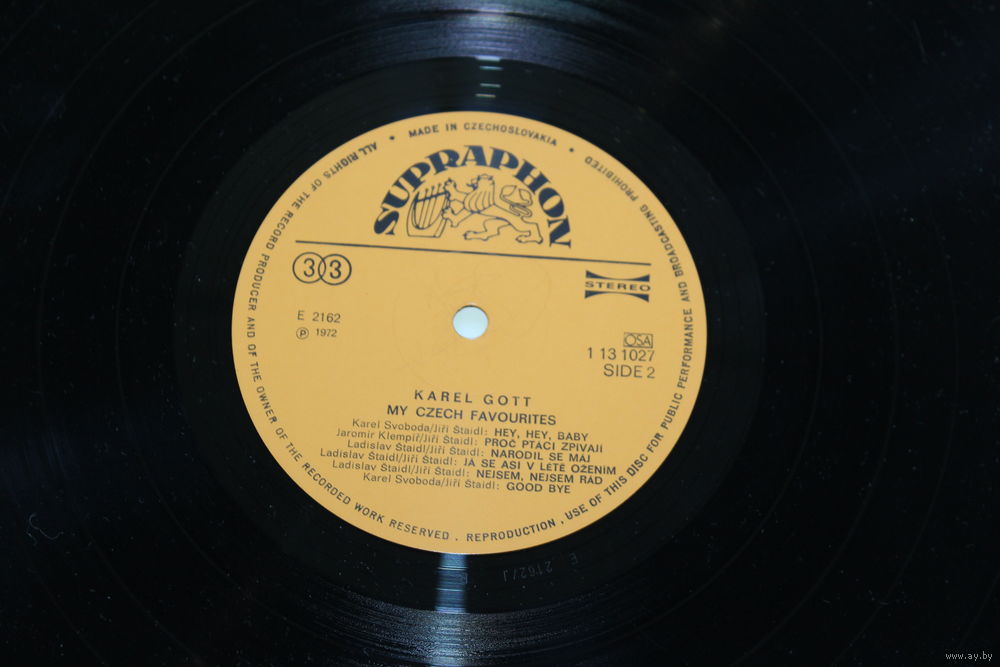 MADE IN CZECHOSLOVAKIA
ALL RIGHTS OF THE RECORD PRODUCER AND OF THE OWNER OF THE RECORDED WORK RESERVED . REPRODUCTION , USE OF THIS DISC FOR PUBLIC PERFORMANCE AND BROADCASTING PROHIBITED
SUPRAPHON
33
STEREO
E 2162
℗ 1972
OSA
1 13 1027
SIDE 2
KAREL GOTT
MY CZECH FAVOURITES
Karel Svoboda/Jiří Štaidl: HEY, HEY, BABY
Jaromír Klempíř/Jiří Štaidl: PROČ PTÁCI ZPÍVAJÍ
Ladislav Štaidl/Jiří Štaidl: NARODIL SE MÁJ
Ladislav Štaidl/Jiří Štaidl: JÁ SE ASI V LÉTĚ OŽENÍM
Ladislav Štaidl/Jiří Štaidl: NEJSEM, NEJSEM RÁD
Karel Svoboda/Jiří Štaidl: GOOD BYE
www.ay.by